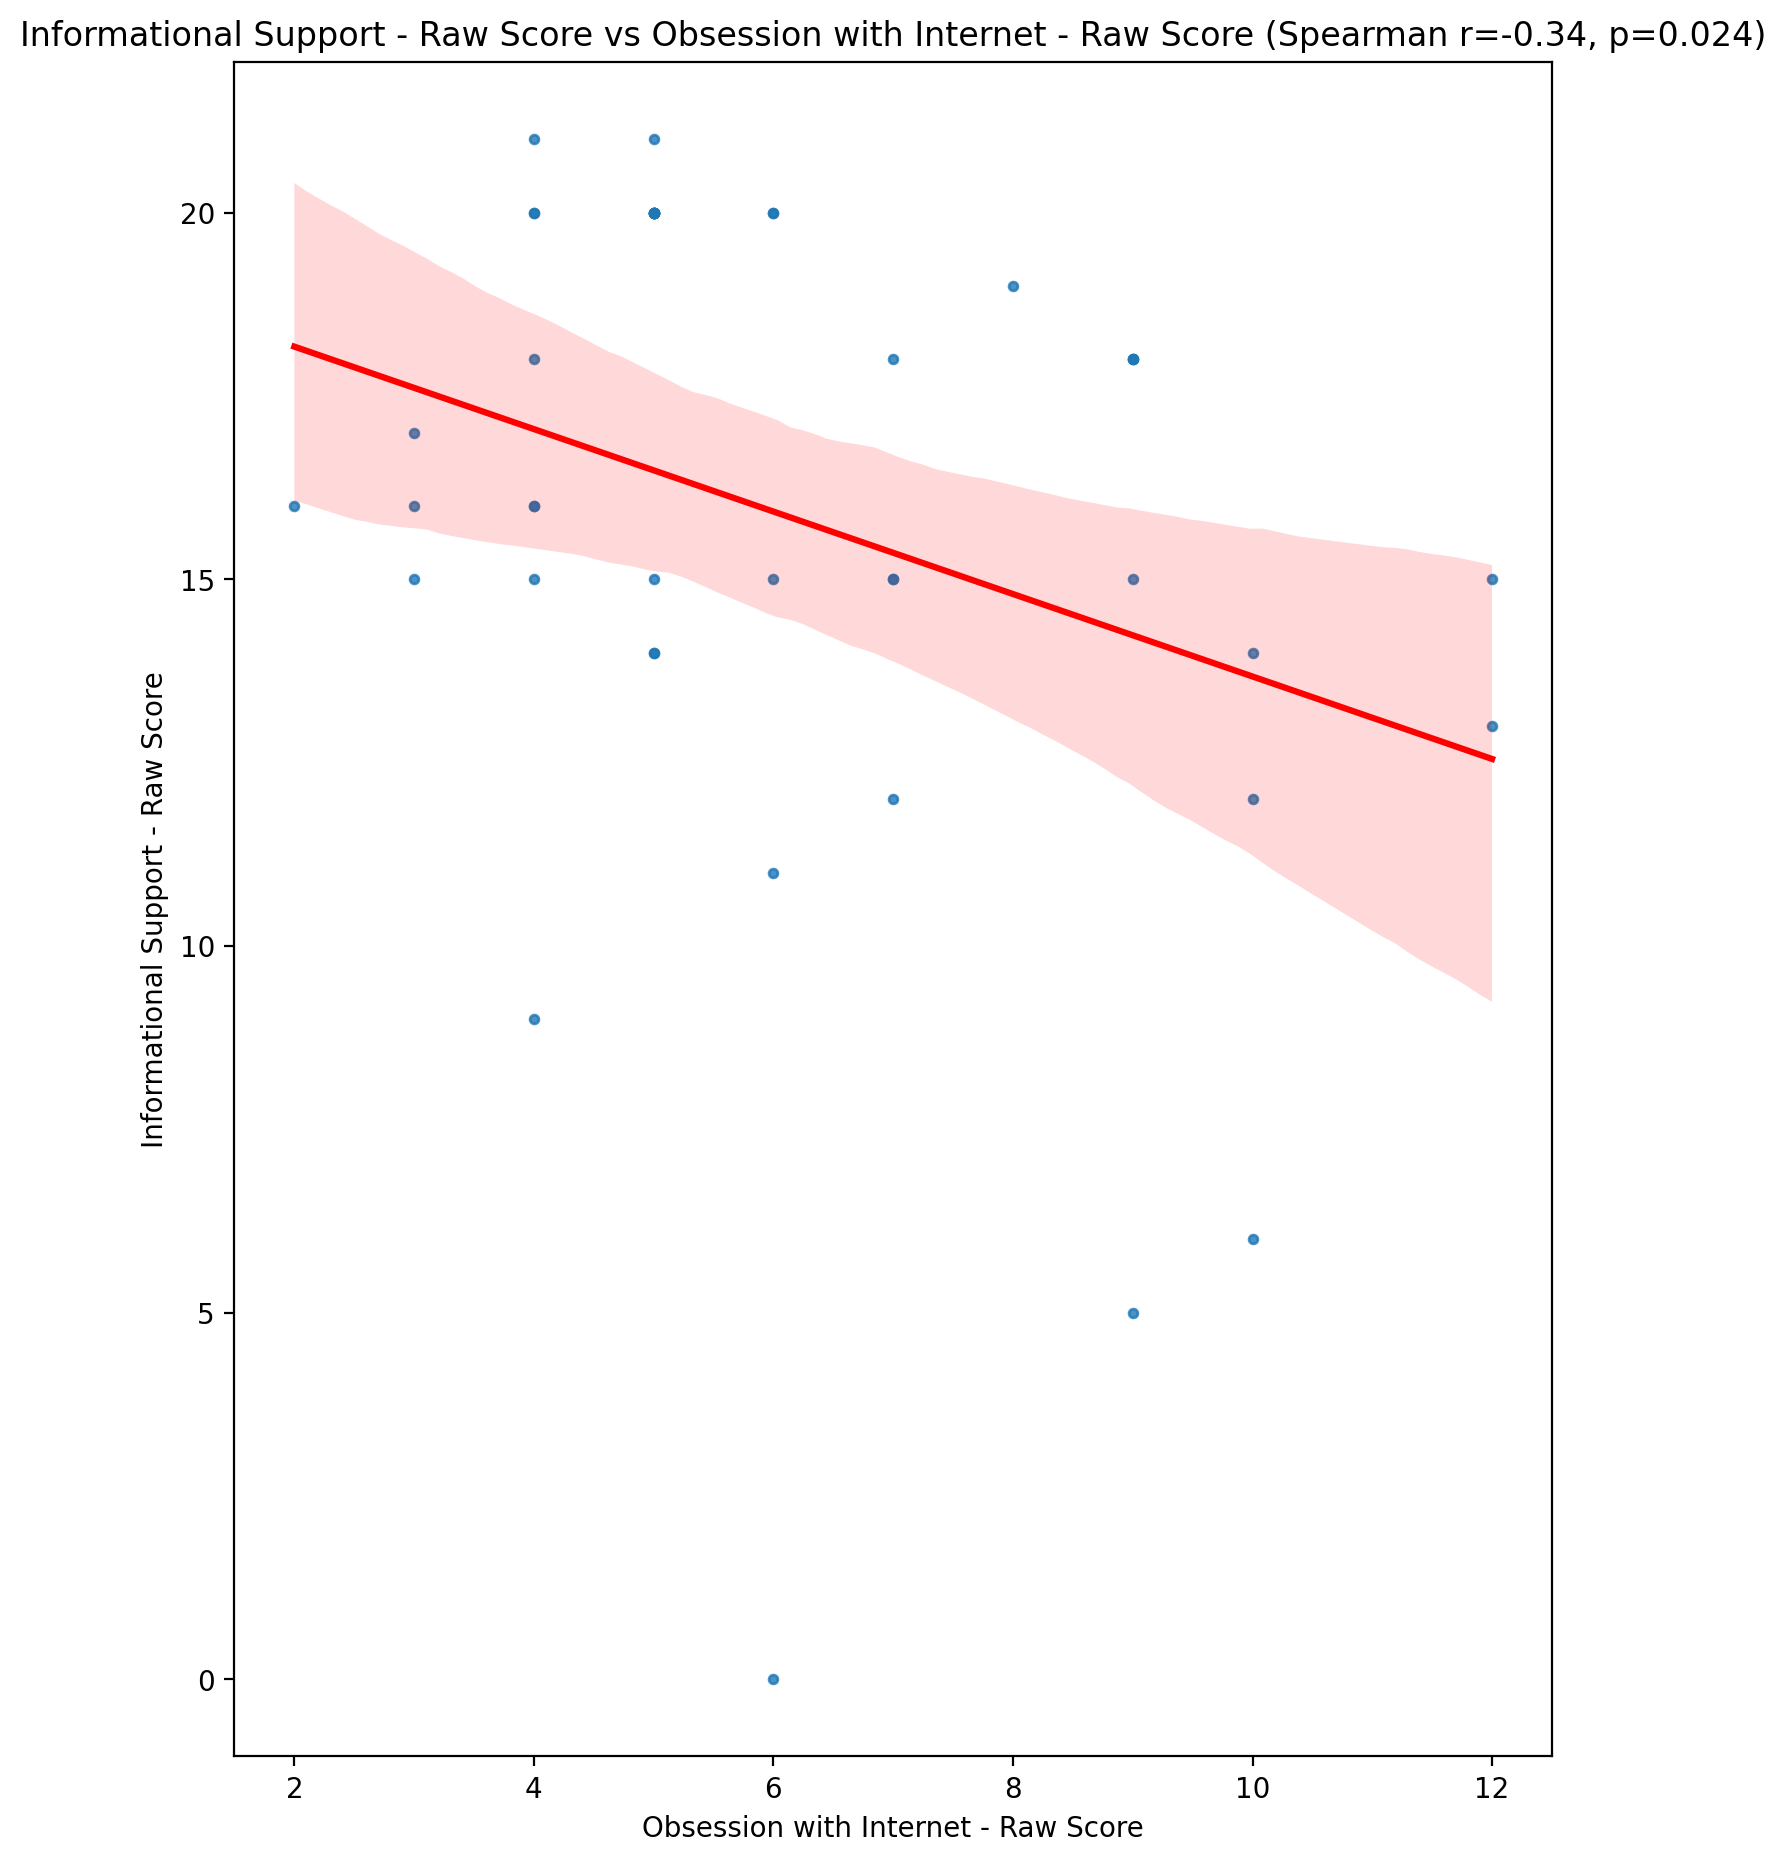 Informational Support - Raw Score vs Obsession with Internet - Raw Score (Spearman r=-0.34, p=0.024)
20
15
10
5
0
Informational Support - Raw Score
2 4 6 8 10 12
Obsession with Internet - Raw Score